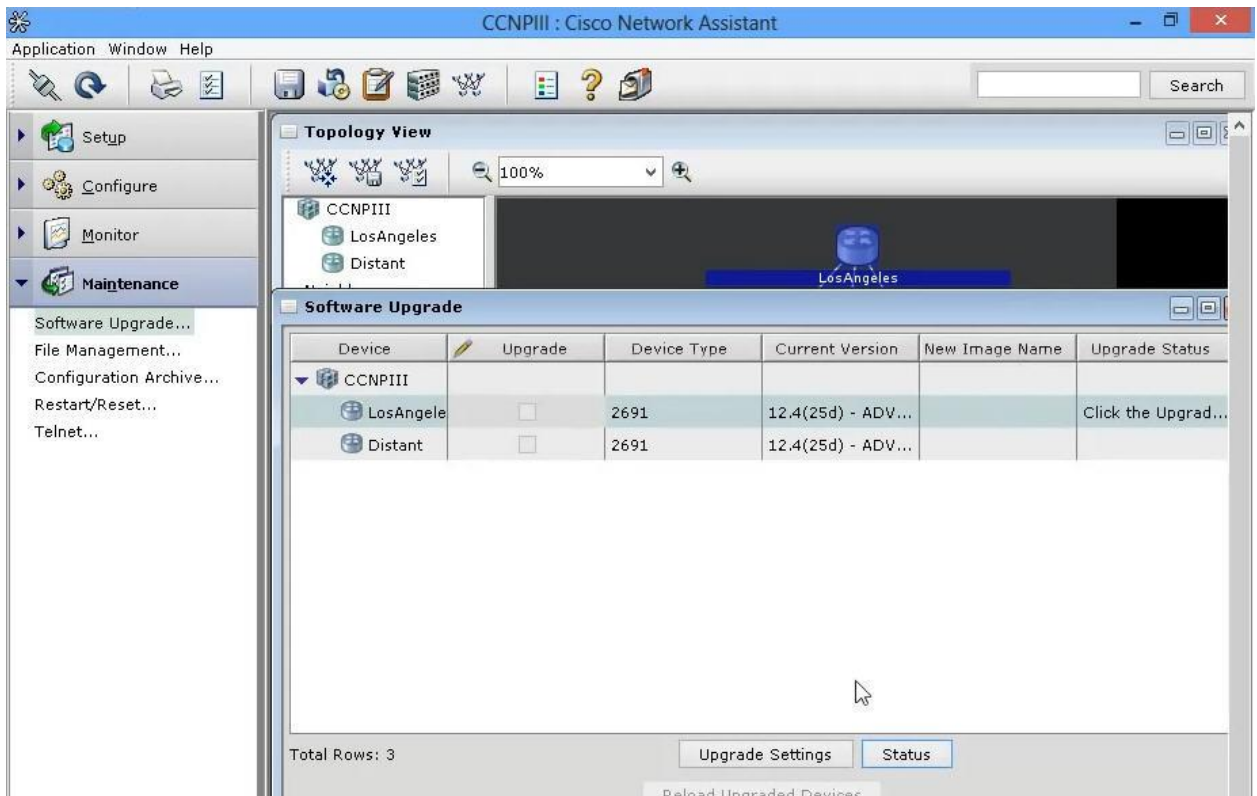 CCNPIII : Cisco Network Assistant
Application Window Help
Search
Setup
Configure
Monitor
Maintenance
Software Upgrade...
File Management...
Configuration Archive...
Restart/Reset...
Telnet...
Topology View
100%
CCNPIII
LosAngeles
Distant
LosAngeles
Software Upgrade
Device Upgrade Device Type Current Version New Image Name Upgrade Status
CCNPIII
LosAngele 2691 12.4(25d) - ADV... Click the Upgrad...
Distant 2691 12.4(25d) - ADV...
Total Rows: 3 Upgrade Settings Status
Reload Upgraded Devices